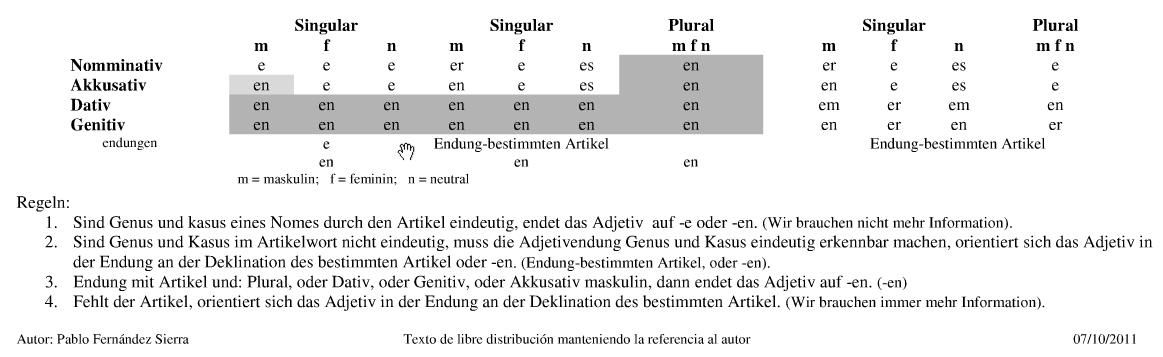 Singular Plural Singular Plural
m f n m f n m f n m f n m f n
Nomminativ e e e er e es en er e es e
Akkusativ en e e en e es en en e es e
Dativ en en en en en en en em er em en
Genitiv en en en en en en en en er en er
endungen e Endung-bestimmten Artikel Endung-bestimmten Artikel
en en en
m = maskulin; f = feminin; n = neutral
Regeln:
1. Sind Genus und kasus eines Nomes durch den Artikel eindeutig, endet das Adjetiv auf -e oder -en. (Wir brauchen nicht mehr Information).
2. Sind Genus und Kasus im Artikelwort nicht eindeutig, muss die Adjetivendung Genus und Kasus eindeutig erkennbar machen, orientiert sich das Adjetiv in
der Endung an der Deklination des bestimmten Artikel oder -en. (Endung-bestimmten Artikel, oder -en).
3. Endung mit Artikel und: Plural, oder Dativ, oder Genitiv, oder Akkusativ maskulin, dann endet das Adjetiv auf -en. (-en)
4. Fehlt der Artikel, orientiert sich das Adjetiv in der Endung an der Deklination des bestimmten Artikel. (Wir brauchen immer mehr Information).
Autor: Pablo Fernández Sierra Texto de libre distribución manteniendo la referencia al autor 07/10/2011